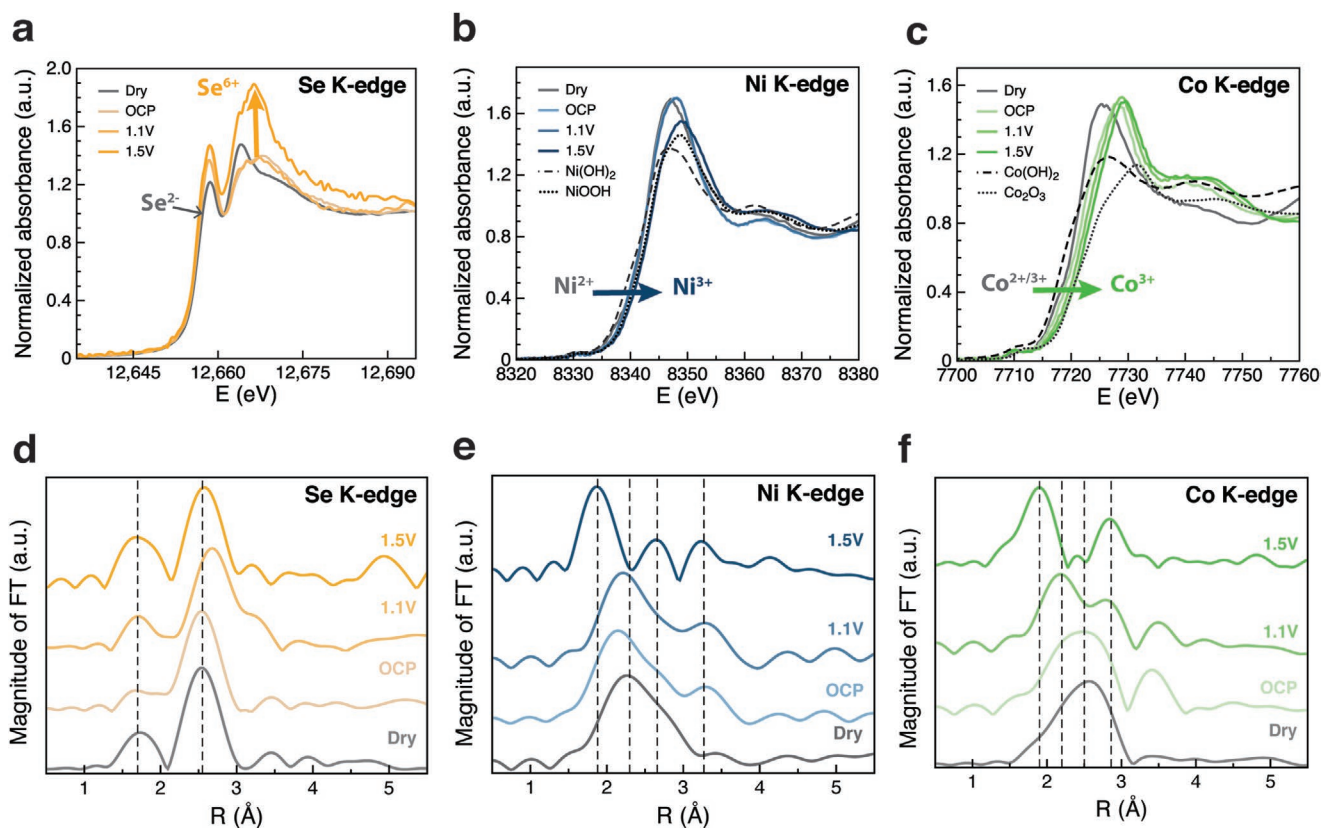 a
Se K-edge
Normalized absorbance (a.u.)
2.0
1.8
1.4
1.2
1.0
0.4
0
Dry
OCP
1.1V
1.5V
Se6+
Se2-
12,645
12,660
12,675
12,690
E (eV)
b
Ni K-edge
Normalized absorbance (a.u.)
1.6
1.2
0.8
0.4
0
Dry
OCP
1.1V
1.5V
Ni(OH)2
NiOOH
Ni2+
Ni3+
8320
8330
8340
8350
8360
8370
8380
E (eV)
c
Co K-edge
Normalized absorbance (a.u.)
1.6
1.2
0.8
0.4
0
Dry
OCP
1.1V
1.5V
Co(OH)2
Co2O3
Co2+/3+
Co3+
7700
7710
7720
7730
7740
7750
7760
E (eV)
d
Se K-edge
Magnitude of FT (a.u.)
1.5V
1.1V
OCP
Dry
1
2
3
4
5
R (Å)
e
Ni K-edge
Magnitude of FT (a.u.)
1.5V
1.1V
OCP
Dry
1
2
3
4
5
R (Å)
f
Co K-edge
Magnitude of FT (a.u.)
1.5V
1.1V
OCP
Dry
1
2
3
4
5
R (Å)